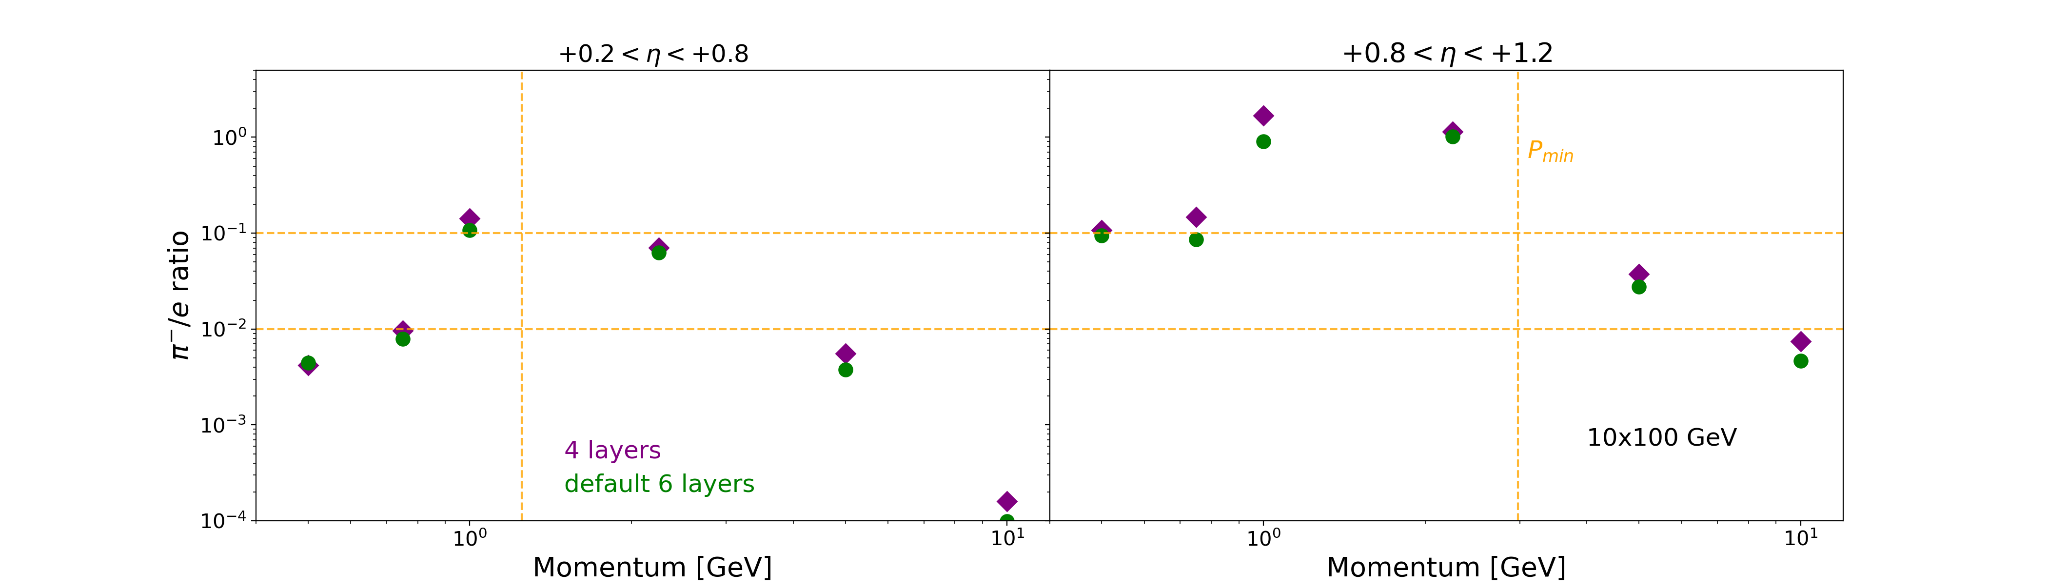 +0.2 < η < +0.8
+0.8 < η < +1.2
π⁻/e ratio
10⁰
10⁻¹
10⁻²
10⁻³
10⁻⁴
P_min
4 layers
default 6 layers
10x100 GeV
10⁰
10¹
10⁰
10¹
Momentum [GeV]
Momentum [GeV]